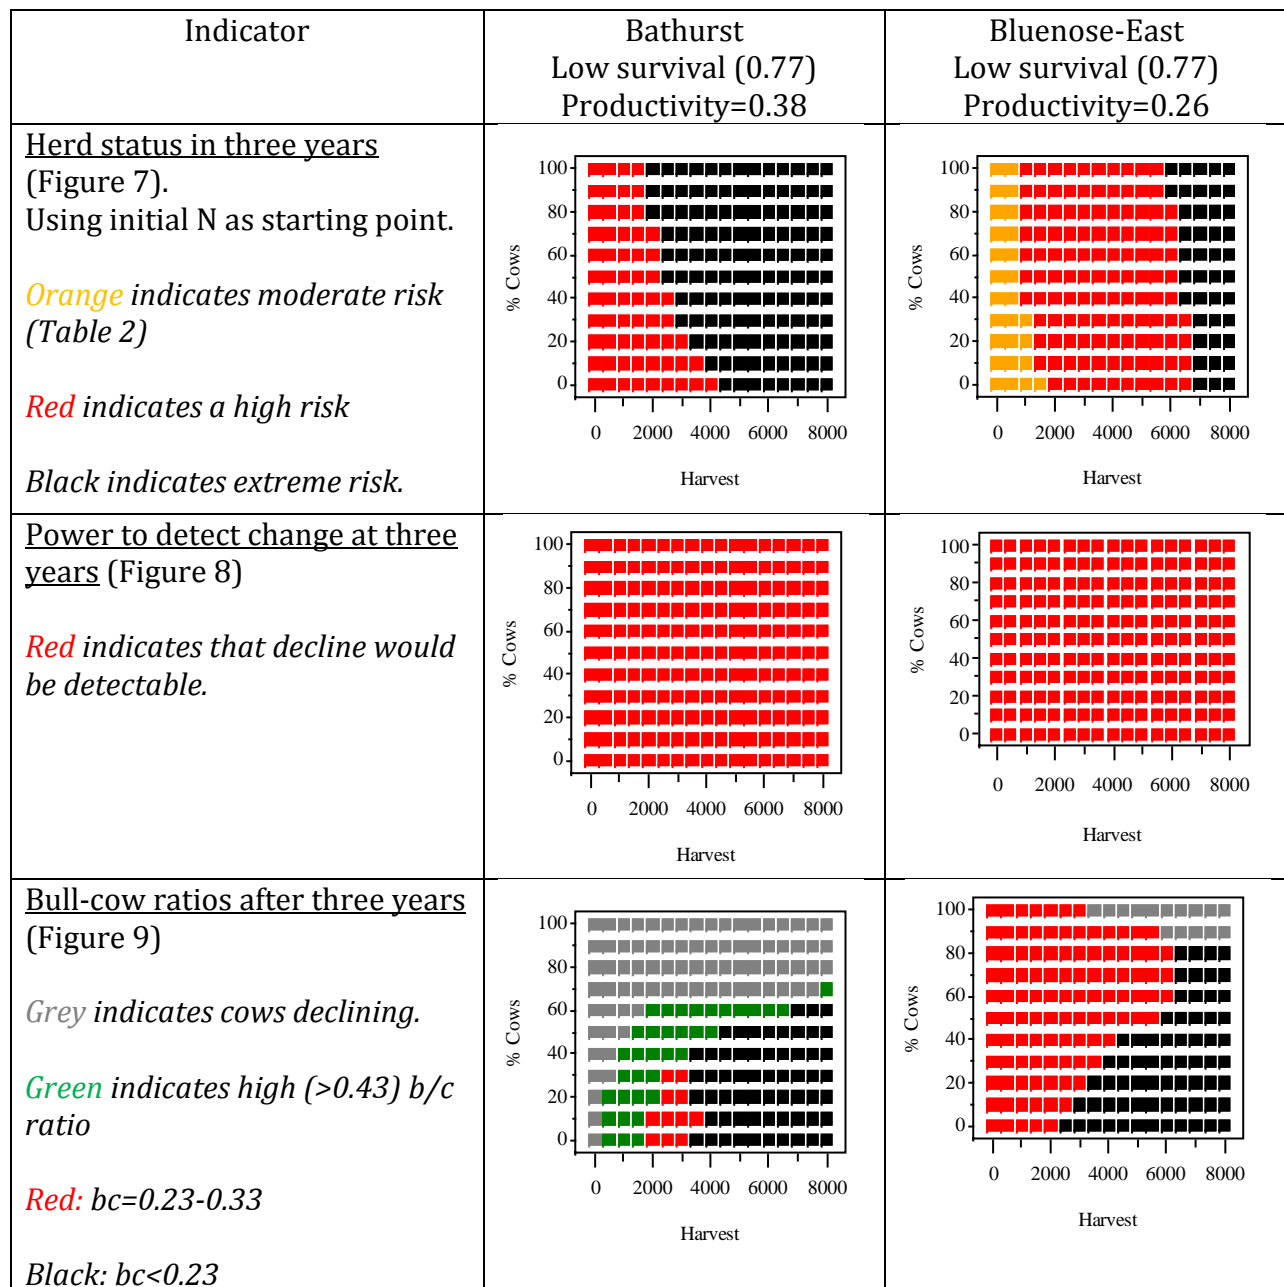 Indicator
Bathurst
Low survival (0.77)
Productivity=0.38
Bluenose-East
Low survival (0.77)
Productivity=0.26
Herd status in three years
(Figure 7).
Using initial N as starting point.
Orange indicates moderate risk
(Table 2)
Red indicates a high risk
Black indicates extreme risk.
% Cows
100
80
60
40
20
0
0 2000 4000 6000 8000
Harvest
% Cows
100
80
60
40
20
0
0 2000 4000 6000 8000
Harvest
Power to detect change at three
years (Figure 8)
Red indicates that decline would
be detectable.
% Cows
100
80
60
40
20
0
0 2000 4000 6000 8000
Harvest
% Cows
100
80
60
40
20
0
0 2000 4000 6000 8000
Harvest
Bull-cow ratios after three years
(Figure 9)
Grey indicates cows declining.
Green indicates high (>0.43) b/c
ratio
Red: bc=0.23-0.33
Black: bc<0.23
% Cows
100
80
60
40
20
0
0 2000 4000 6000 8000
Harvest
% Cows
100
80
60
40
20
0
0 2000 4000 6000 8000
Harvest